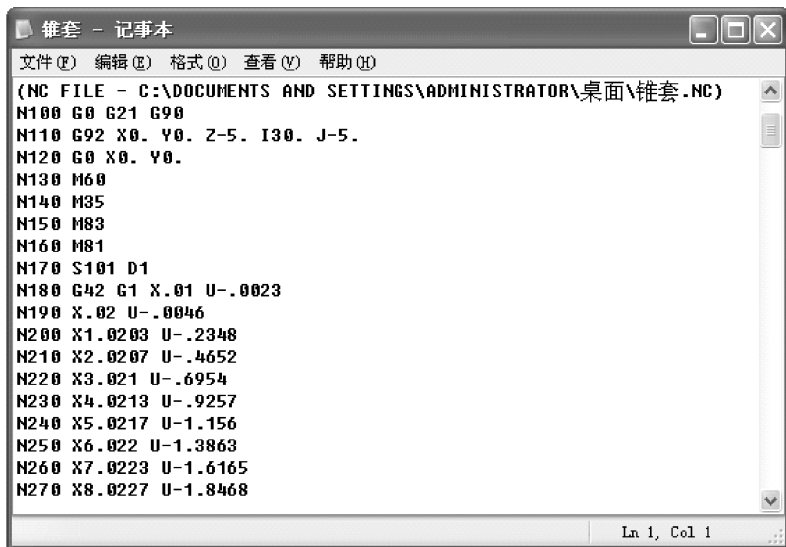 锥套 - 记事本
文件(F) 编辑(E) 格式(O) 查看(V) 帮助(H)
(NC FILE - C:\DOCUMENTS AND SETTINGS\ADMINISTRATOR\桌面\锥套.NC)
N100 G0 G21 G90
N110 G92 X0. Y0. Z-5. I30. J-5.
N120 G0 X0. Y0.
N130 M60
N140 M35
N150 M83
N160 M81
N170 S101 D1
N180 G42 G1 X.01 U-.0023
N190 X.02 U-.0046
N200 X1.0203 U-.2348
N210 X2.0207 U-.4652
N220 X3.021 U-.6954
N230 X4.0213 U-.9257
N240 X5.0217 U-1.156
N250 X6.022 U-1.3863
N260 X7.0223 U-1.6165
N270 X8.0227 U-1.8468
Ln 1, Col 1